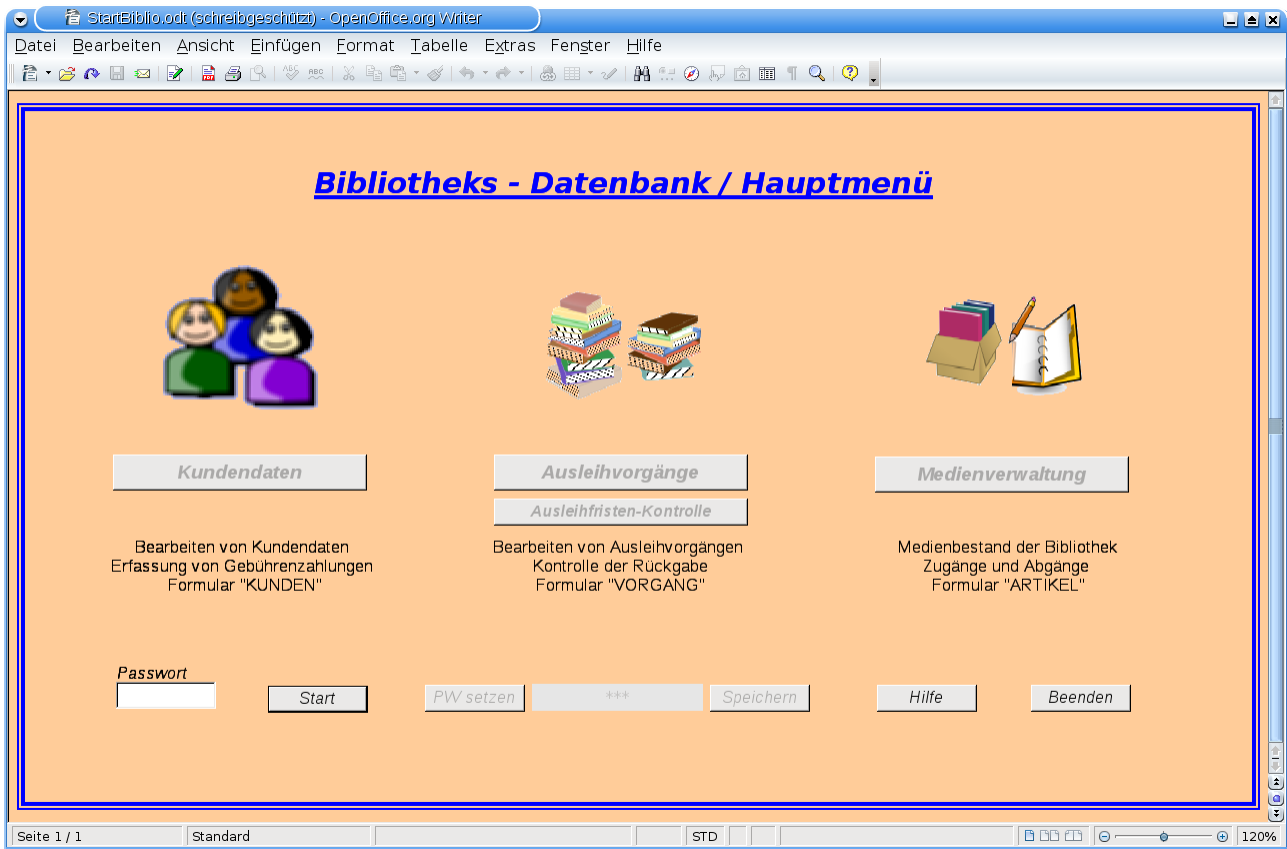 StartBiblio.odt (schreibgeschützt) - OpenOffice.org Writer
Datei Bearbeiten Ansicht Einfügen Format Tabelle Extras Fenster Hilfe
Bibliotheks - Datenbank / Hauptmenü
Kundendaten
Ausleihvorgänge
Medienverwaltung
Ausleihfristen-Kontrolle
Bearbeiten von Kundendaten
Erfassung von Gebührenzahlungen
Formular "KUNDEN"
Bearbeiten von Ausleihvorgängen
Kontrolle der Rückgabe
Formular "VORGANG"
Medienbestand der Bibliothek
Zugänge und Abgänge
Formular "ARTIKEL"
Passwort
Start
PW setzen
***
Speichern
Hilfe
Beenden
Seite 1 / 1
Standard
STD
120%